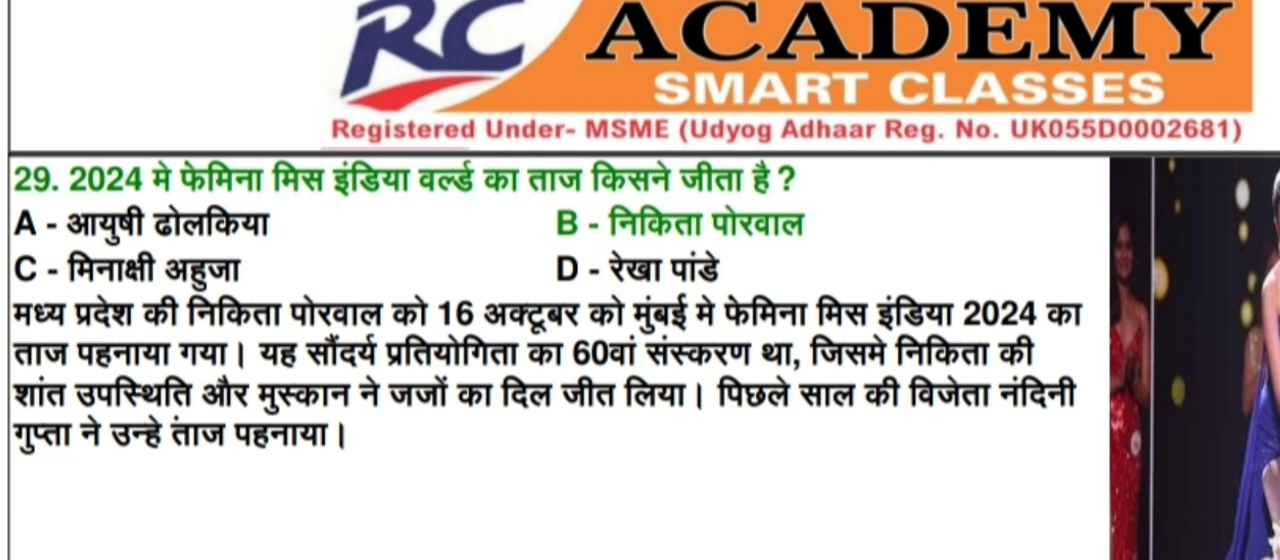 RC ACADEMY
SMART CLASSES
Registered Under- MSME (Udyog Adhaar Reg. No. UK055D0002681)
29. 2024 मे फेमिना मिस इंडिया वर्ल्ड का ताज किसने जीता है ?
A - आयुषी ढोलकिया B - निकिता पोरवाल
C - मिनाक्षी अहुजा D - रेखा पांडे
मध्य प्रदेश की निकिता पोरवाल को 16 अक्टूबर को मुंबई मे फेमिना मिस इंडिया 2024 का
ताज पहनाया गया। यह सौंदर्य प्रतियोगिता का 60वां संस्करण था, जिसमे निकिता की
शांत उपस्थिति और मुस्कान ने जजों का दिल जीत लिया। पिछले साल की विजेता नंदिनी
गुप्ता ने उन्हे ताज पहनाया।